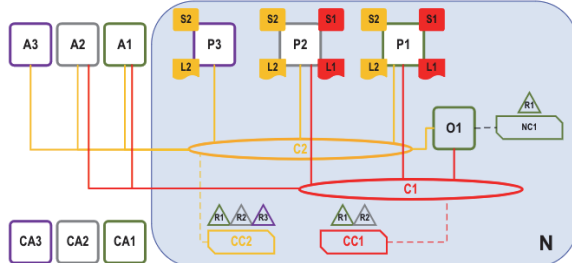 S2
S2 S1
S2 S1
A3 A2 A1 P3 P2 P1
L2
L2 L1
L2 L1
R1
O1 NC1
C2
C1
R1 R2 R3
R1 R2
CA3 CA2 CA1 CC2 CC1 N